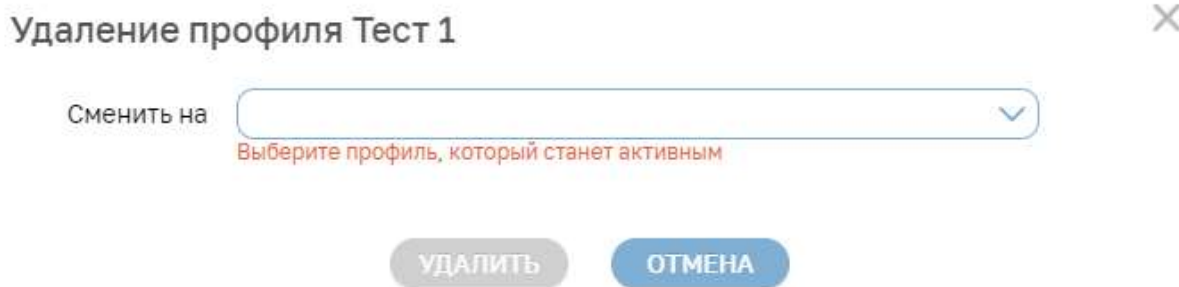 Удаление профиля Тест 1
Сменить на
Выберите профиль, который станет активным
УДАЛИТЬ
ОТМЕНА